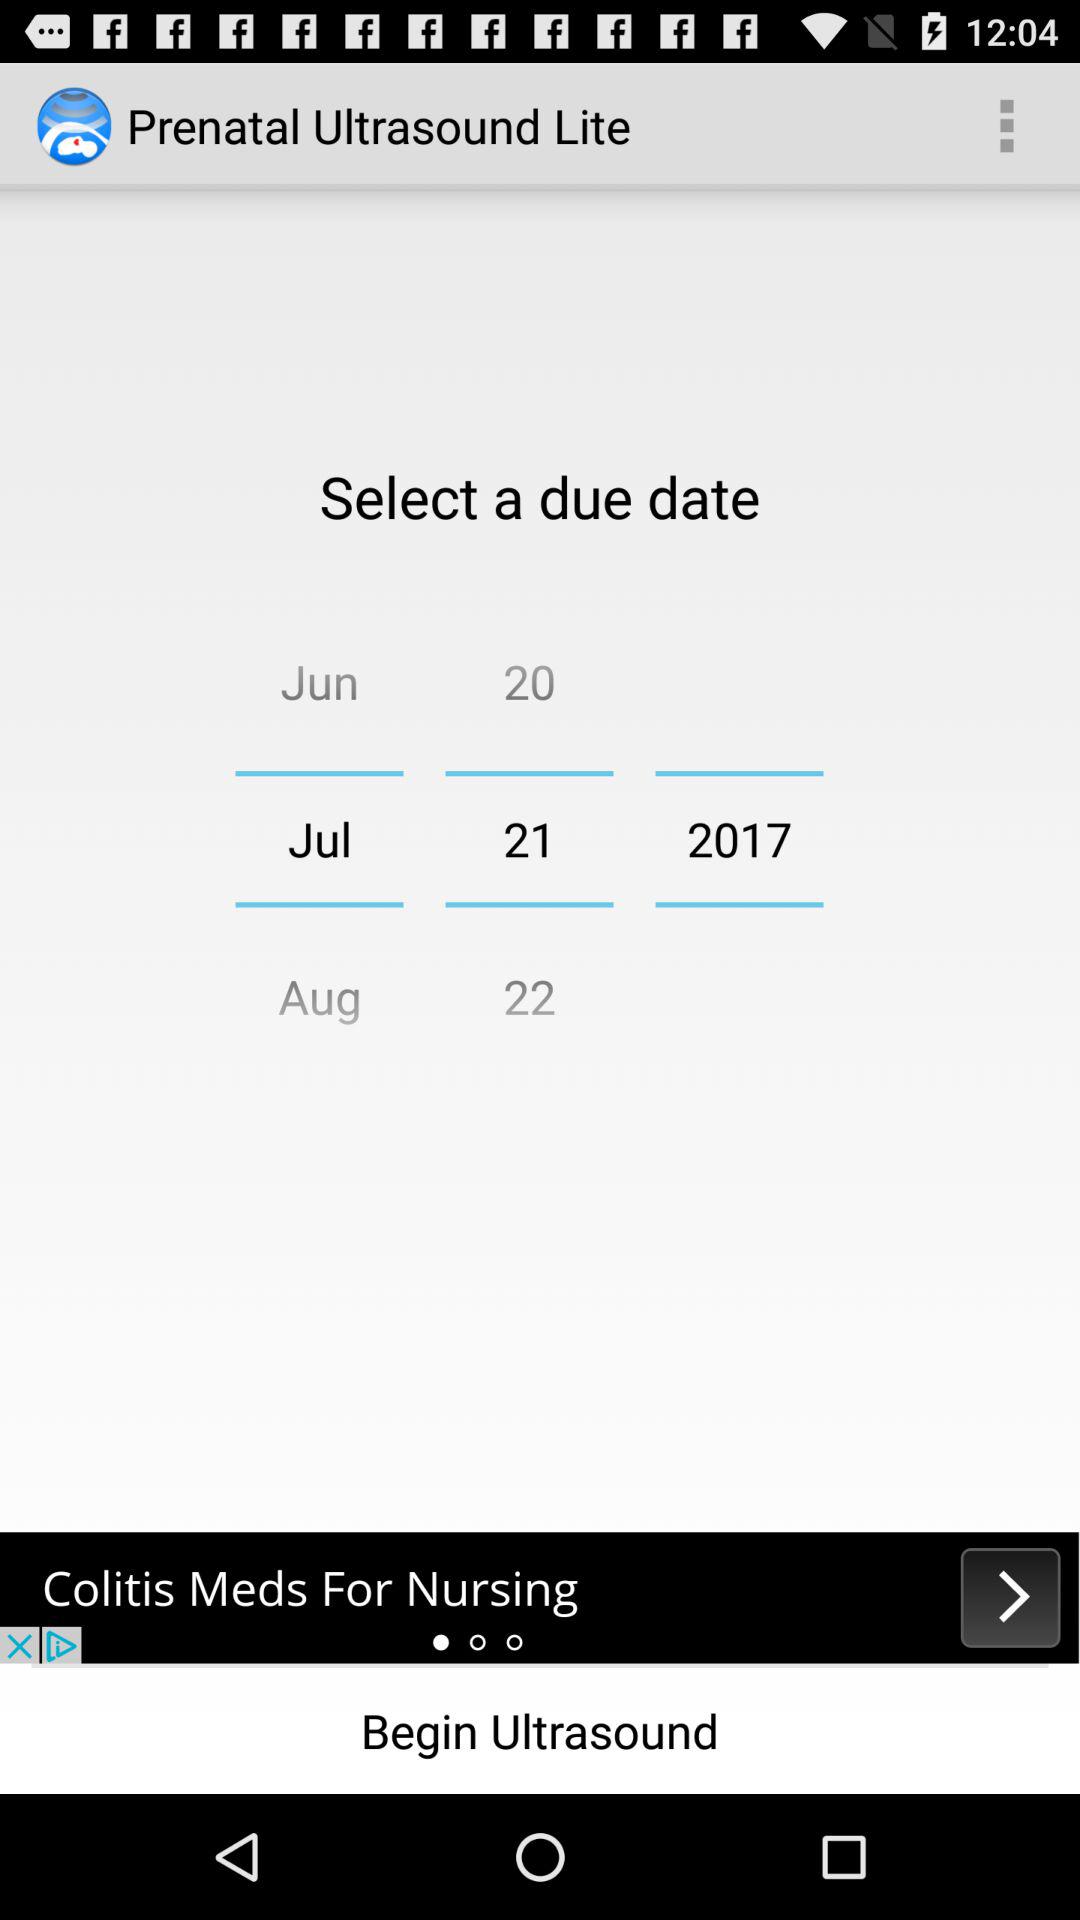 12:04
Prenatal Ultrasound Lite
Select a due date
Jun 20
Jul 21 2017
Aug 22
Colitis Meds For Nursing
Begin Ultrasound